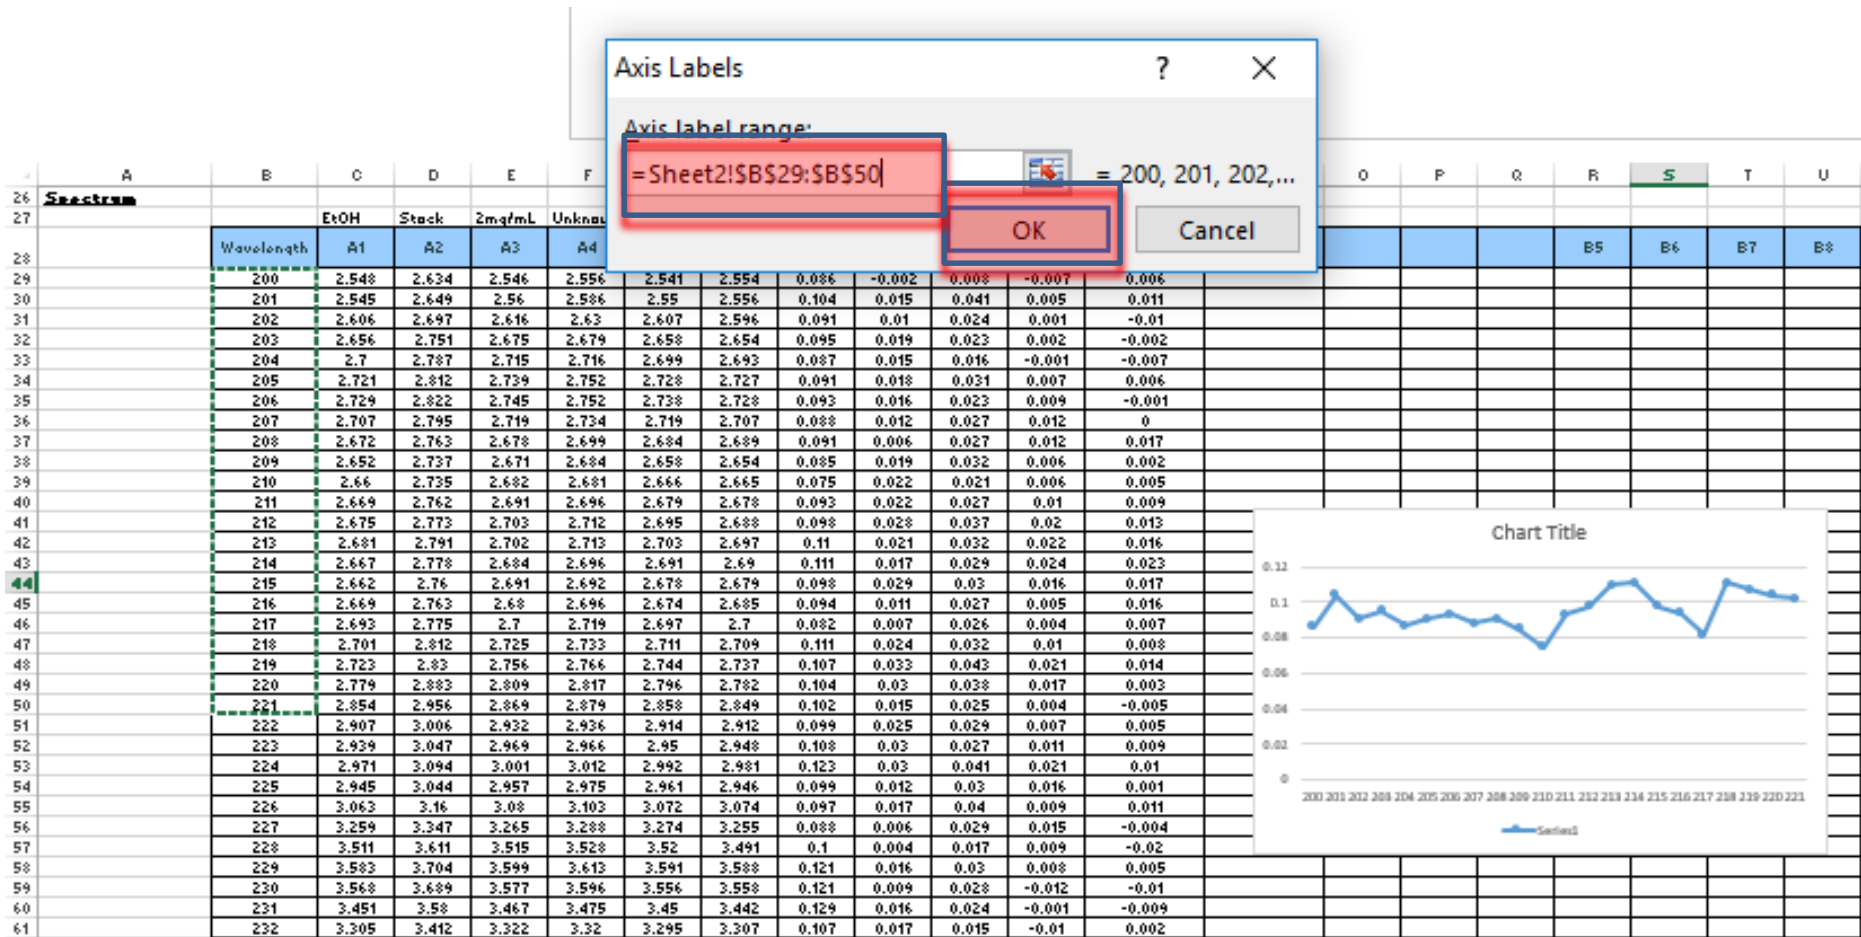 Axis Labels ? ×
Axis label range:
=Sheet2!$B$29:$B$50 = 200, 201, 202,...
OK Cancel
A B C D E F O P Q R S T U
26 Spectrum
27 EtOH Stock 2mg/mL
28 Wavelength A1 A2 A3 A4 B5 B6 B7 B8
29 200 2.548 2.634 2.546 2.556 2.541 2.554 0.086 -0.002 0.008 -0.007 0.006
30 201 2.545 2.649 2.56 2.586 2.55 2.556 0.104 0.015 0.041 0.005 0.011
31 202 2.606 2.697 2.616 2.63 2.607 2.596 0.091 0.01 0.024 0.001 -0.01
32 203 2.656 2.751 2.675 2.679 2.658 2.654 0.095 0.019 0.023 0.002 -0.002
33 204 2.7 2.787 2.715 2.716 2.699 2.693 0.087 0.015 0.016 -0.001 -0.007
34 205 2.721 2.812 2.739 2.752 2.728 2.727 0.091 0.018 0.031 0.007 0.006
35 206 2.729 2.822 2.745 2.752 2.738 2.728 0.093 0.016 0.023 0.009 -0.001
36 207 2.707 2.795 2.719 2.734 2.719 2.707 0.088 0.012 0.027 0.012 0
37 208 2.672 2.763 2.678 2.699 2.684 2.689 0.091 0.006 0.027 0.012 0.017
38 209 2.652 2.737 2.671 2.684 2.658 2.654 0.085 0.019 0.032 0.006 0.002
39 210 2.66 2.735 2.682 2.681 2.666 2.665 0.075 0.022 0.021 0.006 0.005
40 211 2.669 2.762 2.691 2.696 2.679 2.678 0.093 0.022 0.027 0.01 0.009
41 212 2.675 2.773 2.703 2.712 2.695 2.688 0.098 0.028 0.037 0.02 0.013
42 213 2.681 2.791 2.702 2.713 2.703 2.697 0.11 0.021 0.032 0.022 0.016
43 214 2.667 2.778 2.684 2.696 2.691 2.69 0.111 0.017 0.029 0.024 0.023
44 215 2.662 2.76 2.691 2.692 2.678 2.679 0.098 0.029 0.03 0.016 0.017
45 216 2.669 2.763 2.68 2.696 2.674 2.685 0.094 0.011 0.027 0.005 0.016
46 217 2.693 2.775 2.7 2.719 2.697 2.7 0.082 0.007 0.026 0.004 0.007
47 218 2.701 2.812 2.725 2.733 2.711 2.709 0.111 0.024 0.032 0.01 0.008
48 219 2.723 2.83 2.756 2.766 2.744 2.737 0.107 0.033 0.043 0.021 0.014
49 220 2.779 2.883 2.809 2.817 2.796 2.782 0.104 0.03 0.038 0.017 0.003
50 221 2.854 2.956 2.869 2.879 2.858 2.849 0.102 0.015 0.025 0.004 -0.005
51 222 2.907 3.006 2.932 2.936 2.914 2.912 0.099 0.025 0.029 0.007 0.005
52 223 2.939 3.047 2.969 2.966 2.95 2.948 0.108 0.03 0.027 0.011 0.009
53 224 2.971 3.094 3.001 3.012 2.992 2.981 0.123 0.03 0.041 0.021 0.01
54 225 2.945 3.044 2.957 2.975 2.961 2.946 0.099 0.012 0.03 0.016 0.001
55 226 3.063 3.16 3.08 3.103 3.072 3.074 0.097 0.017 0.04 0.009 0.011
56 227 3.259 3.347 3.265 3.288 3.274 3.255 0.088 0.006 0.029 0.015 -0.004
57 228 3.511 3.611 3.515 3.528 3.52 3.491 0.1 0.004 0.017 0.009 -0.02
58 229 3.583 3.704 3.599 3.613 3.591 3.588 0.121 0.016 0.03 0.008 0.005
59 230 3.568 3.689 3.577 3.596 3.556 3.558 0.121 0.009 0.028 -0.012 -0.01
60 231 3.451 3.58 3.467 3.475 3.45 3.442 0.129 0.016 0.024 -0.001 -0.009
61 232 3.305 3.412 3.322 3.32 3.295 3.307 0.107 0.017 0.015 -0.01 0.002
Chart Title
0.12
0.1
0.08
0.06
0.04
0.02
0
200 201 202 203 204 205 206 207 208 209 210 211 212 213 214 215 216 217 218 219 220 221
Series1